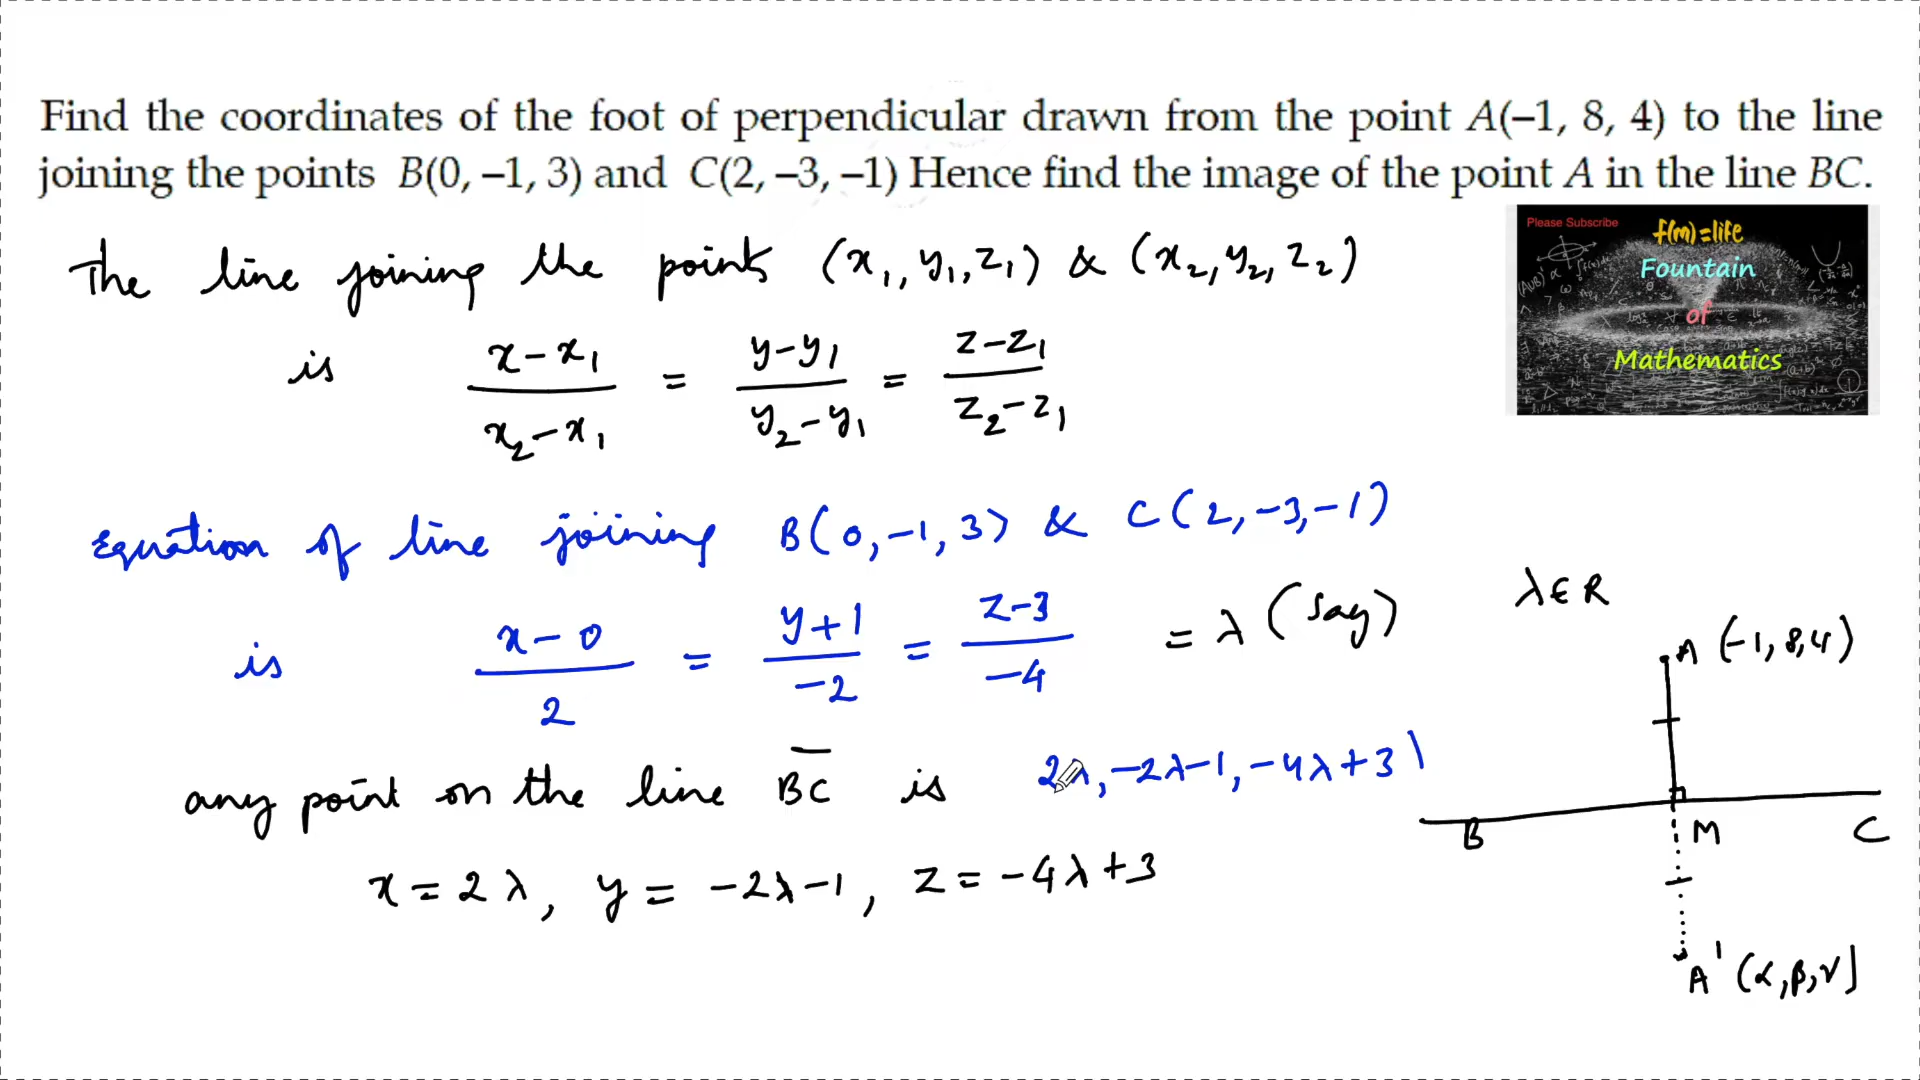 Find the coordinates of the foot of perpendicular drawn from the point A(–1, 8, 4) to the line
joining the points B(0, –1, 3) and C(2, –3, –1) Hence find the image of the point A in the line BC.
Please Subscribe
f(m)=life
Fountain
of
Mathematics
The line joining the points (x₁, y₁, z₁) & (x₂, y₂, z₂)
is (x-x₁)/(x₂-x₁) = (y-y₁)/(y₂-y₁) = (z-z₁)/(z₂-z₁)
Equation of line joining B(0, -1, 3) & C(2, -3, -1)
is (x-0)/2 = (y+1)/-2 = (z-3)/-4 = λ (say) λ∈R
A (-1, 8, 4)
any point on the line BC is 2λ, -2λ-1, -4λ+3)
B M C
x = 2λ, y = -2λ-1, z = -4λ+3
A' (α, β, γ)